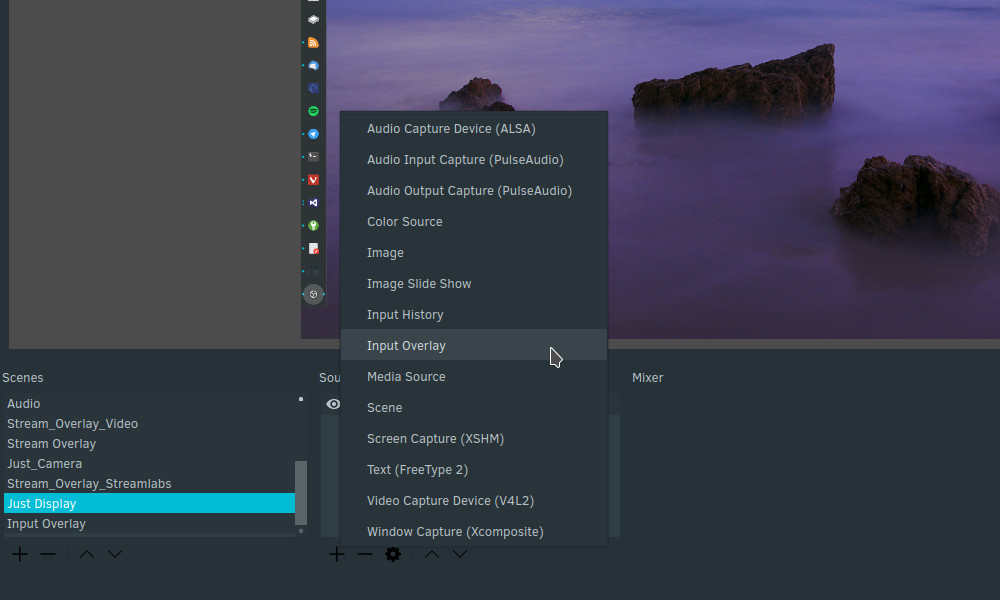 Audio Capture Device (ALSA)
Audio Input Capture (PulseAudio)
Audio Output Capture (PulseAudio)
Color Source
Image
Image Slide Show
Input History
Input Overlay
Media Source
Scene
Screen Capture (XSHM)
Text (FreeType 2)
Video Capture Device (V4L2)
Window Capture (Xcomposite)
Scenes
Audio
Stream_Overlay_Video
Stream Overlay
Just_Camera
Stream_Overlay_Streamlabs
Just Display
Input Overlay
Sou
Mixer